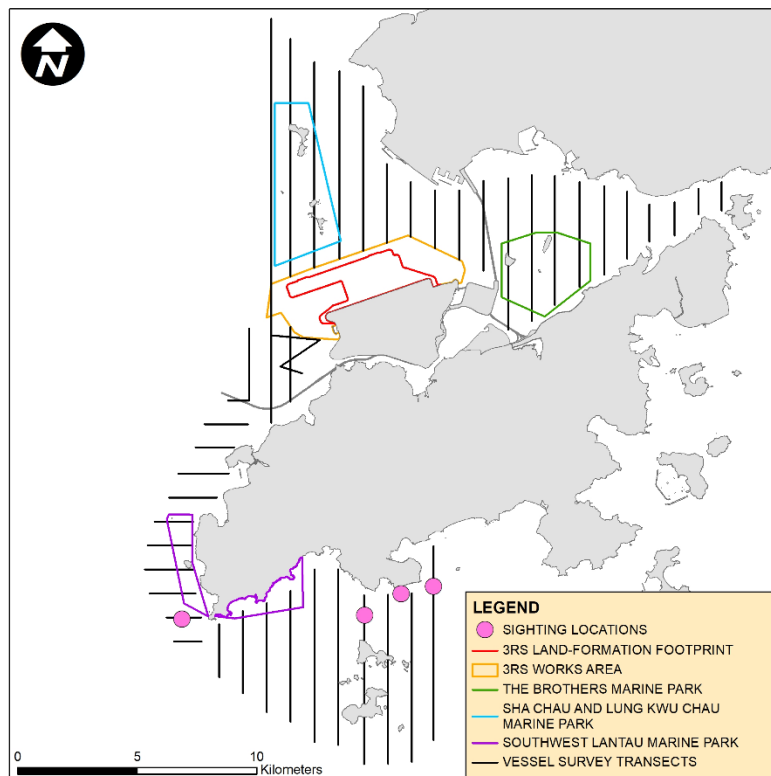 N
LEGEND
SIGHTING LOCATIONS
3RS LAND-FORMATION FOOTPRINT
3RS WORKS AREA
THE BROTHERS MARINE PARK
SHA CHAU AND LUNG KWU CHAU
MARINE PARK
SOUTHWEST LANTAU MARINE PARK
VESSEL SURVEY TRANSECTS
0 5 10
Kilometers